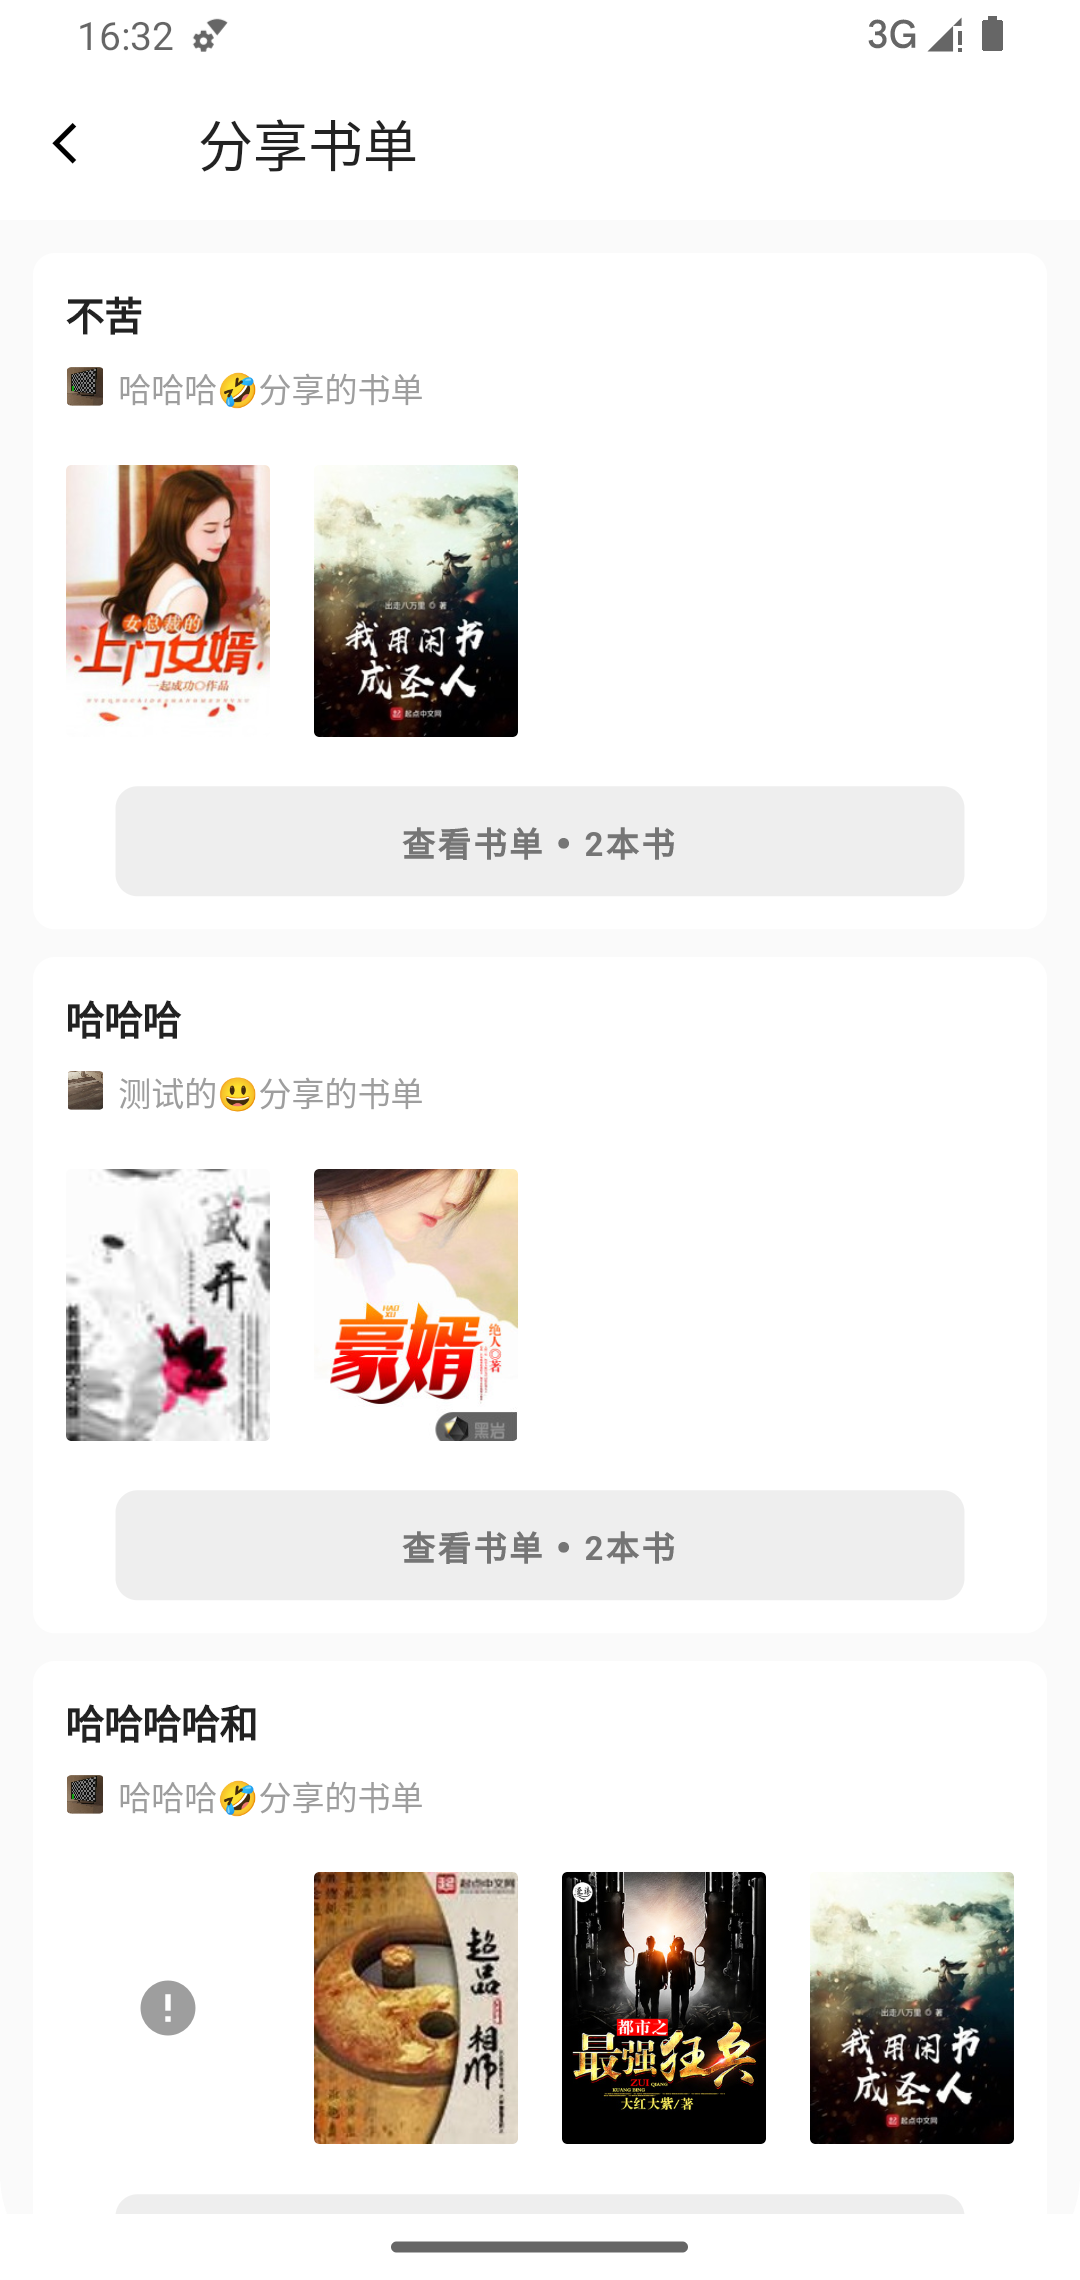 16:32
3G
分享书单
不苦
哈哈哈🤣分享的书单
女总裁的
上门女婿
一起成功◎作品
出走八万里 ◎ 著
我用闲书
成圣人
起点中文网
查看书单 • 2本书
哈哈哈
测试的😃分享的书单
盛开
HAO
XU
豪婿
绝人◎著
黑岩
查看书单 • 2本书
哈哈哈哈和
哈哈哈🤣分享的书单
起点中文网
超品
相师
都市之
最强狂兵
ZUI QIANG
KUANG BING
大红大紫/著
出走八万里 ◎ 著
我用闲书
成圣人
起点中文网